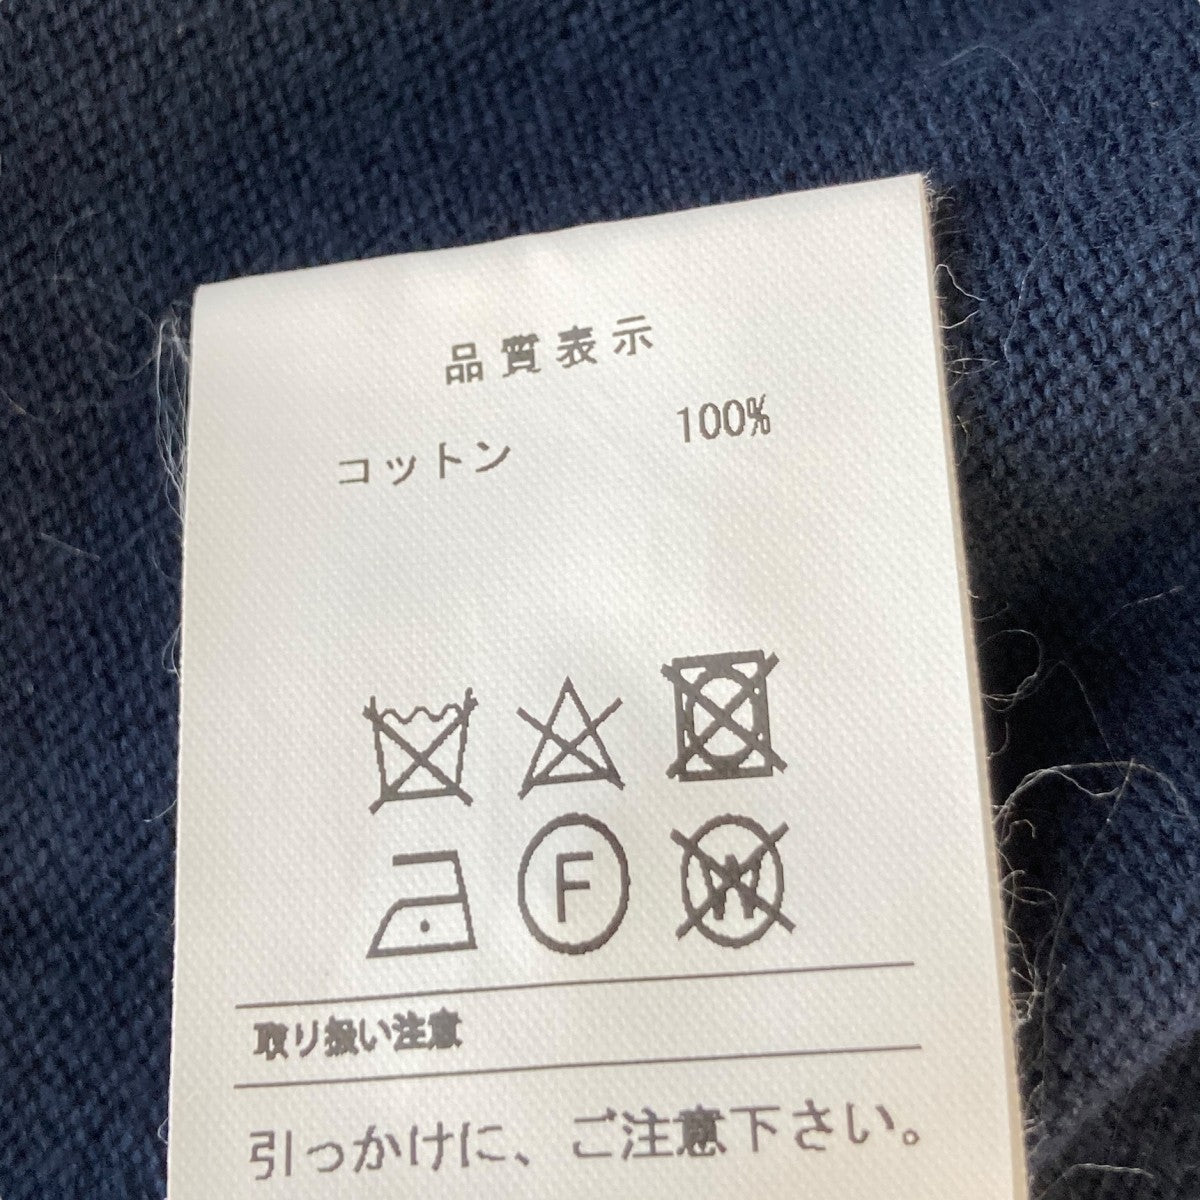 品質表示
コットン 100%
F W
取り扱い注意
引っかけに、ご注意下さい。